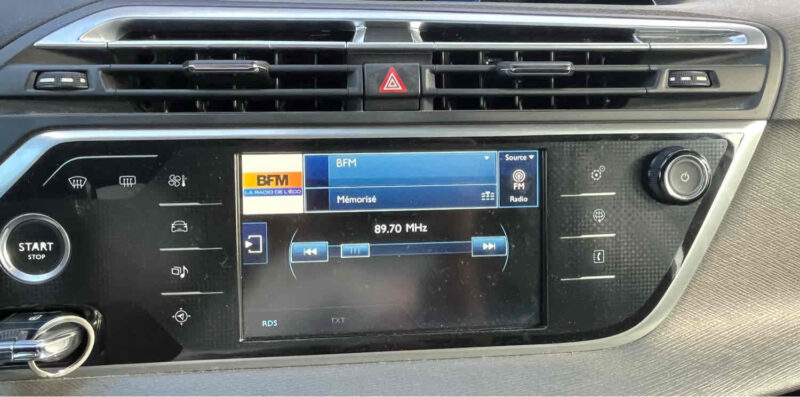 BFM
LA RADIO DE L'ECO
BFM
Mémorisé
Source
FM
Radio
89.70 MHz
RDS
TXT
START
STOP